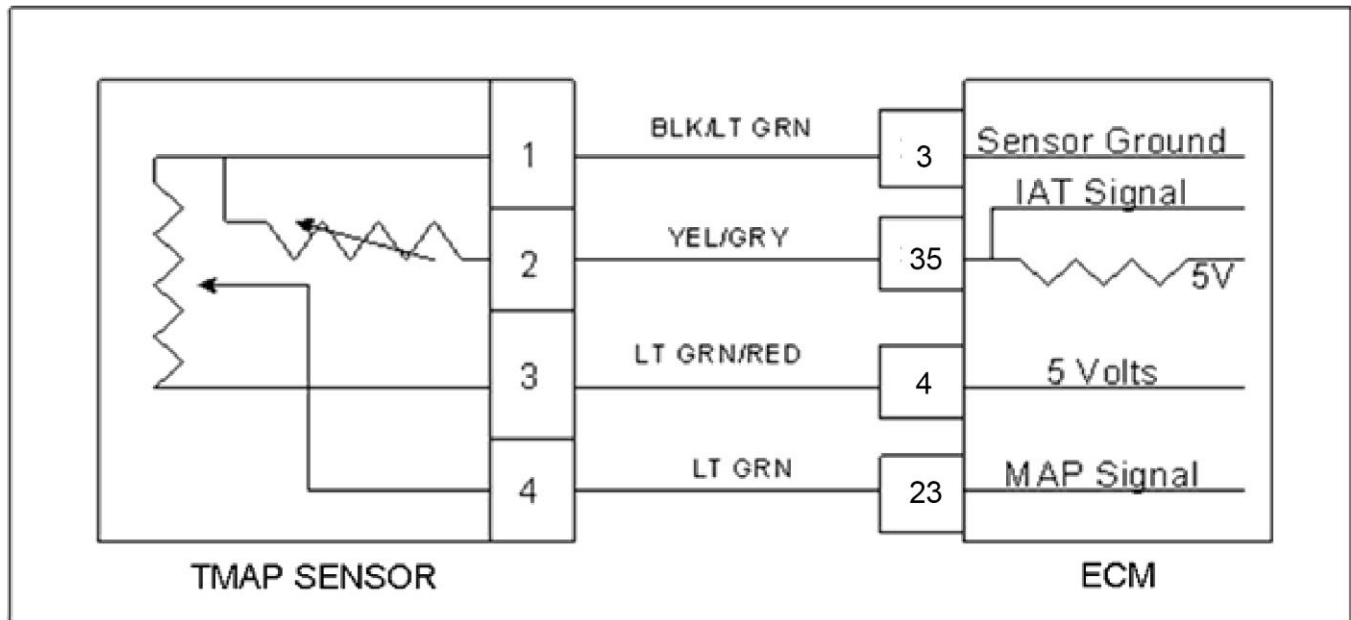 1 BLK/LT GRN 3 Sensor Ground
IAT Signal
2 YEL/GRY 35 5V
3 LT GRN/RED 4 5 Volts
4 LT GRN 23 MAP Signal
TMAP SENSOR ECM